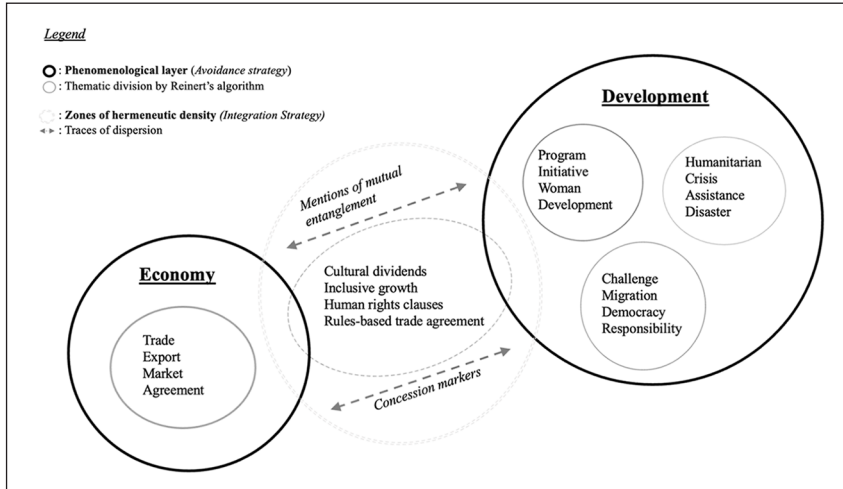 Legend
: Phenomenological layer (Avoidance strategy)
: Thematic division by Reinert's algorithm
: Zones of hermeneutic density (Integration Strategy)
: Traces of dispersion
Development
Program
Initiative
Woman
Development
Humanitarian
Crisis
Assistance
Disaster
Challenge
Migration
Democracy
Responsibility
Mentions of mutual
entanglement
Cultural dividends
Inclusive growth
Human rights clauses
Rules-based trade agreement
Concession markers
Economy
Trade
Export
Market
Agreement